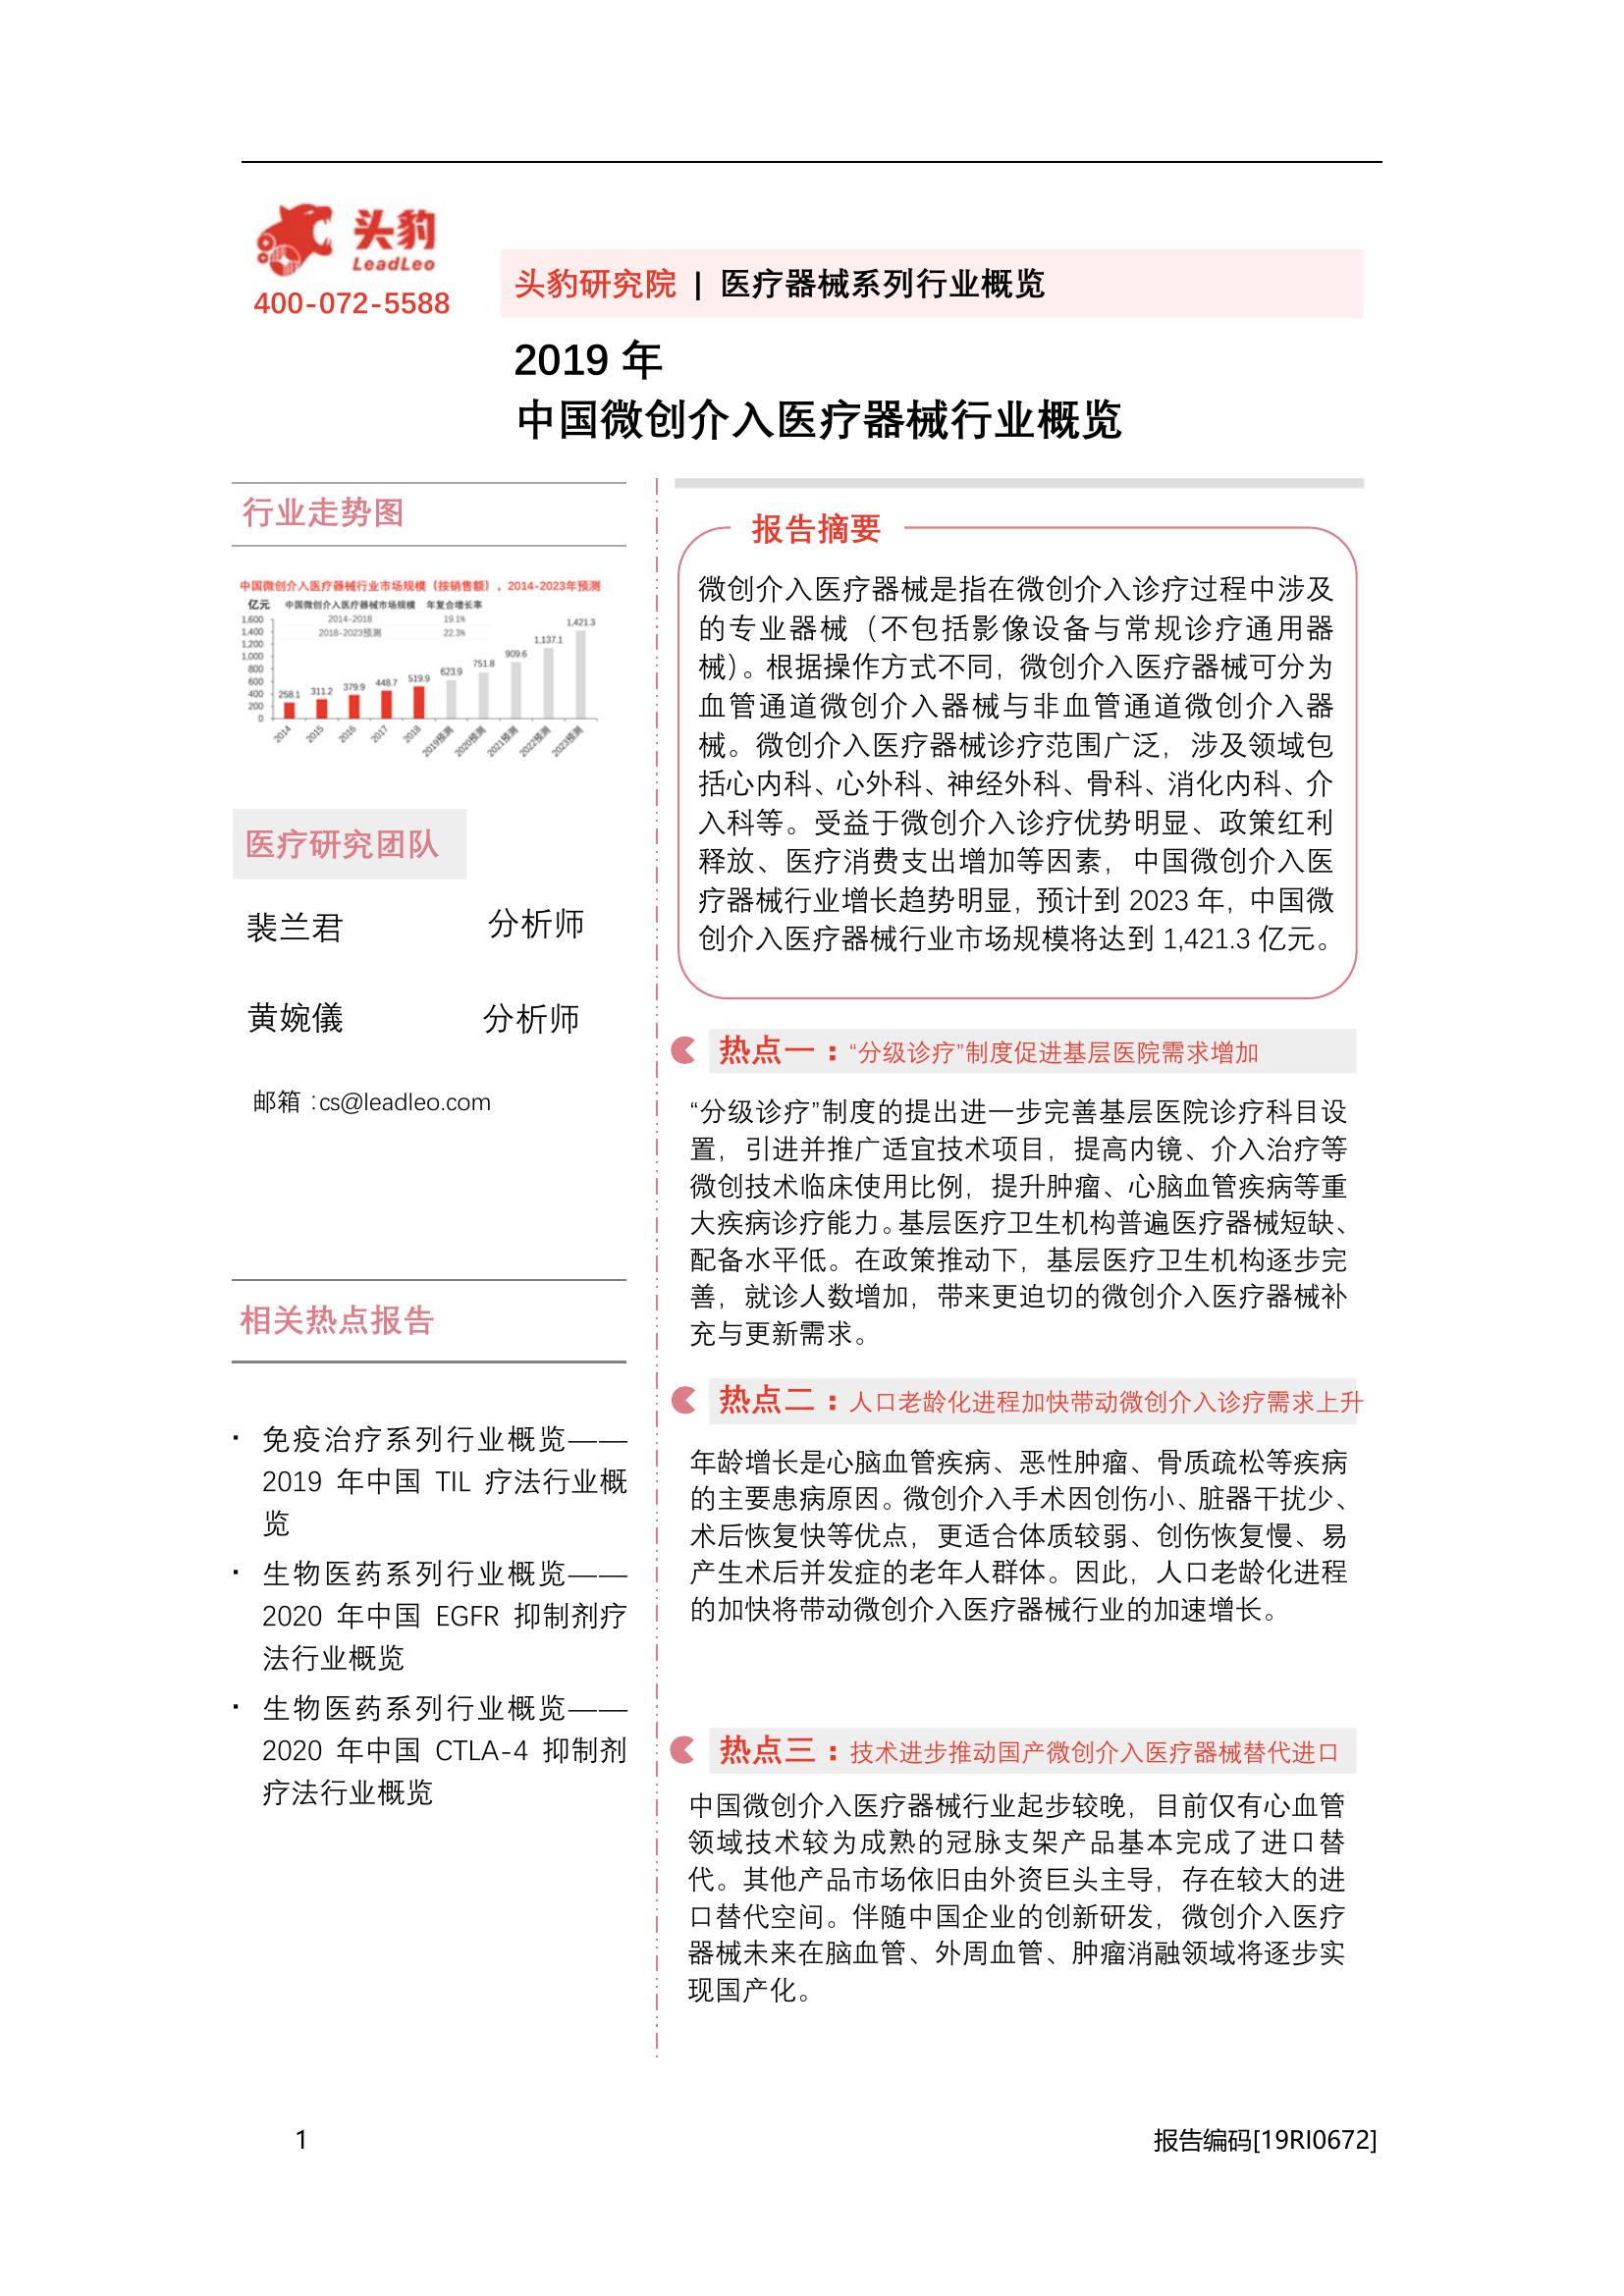 头豹
LeadLeo
400-072-5588
头豹研究院 | 医疗器械系列行业概览
2019 年
中国微创介入医疗器械行业概览
行业走势图
中国微创介入医疗器械行业市场规模（按销售额），2014-2023年预测
亿元 中国微创介入医疗器械市场规模 年复合增长率
2014-2018 19.1%
2018-2023预测 22.3%
1,600
1,400
1,200
1,000
800
600
400
200
0
258.1 311.2 379.9 448.7 519.9 623.9 751.8 909.6 1,137.1 1,421.3
2014 2015 2016 2017 2018 2019预测 2020预测 2021预测 2022预测 2023预测
医疗研究团队
裴兰君 分析师
黄婉儀 分析师
邮箱：cs@leadleo.com
相关热点报告
· 免疫治疗系列行业概览——
2019 年中国 TIL 疗法行业概
览
· 生物医药系列行业概览——
2020 年中国 EGFR 抑制剂疗
法行业概览
· 生物医药系列行业概览——
2020 年中国 CTLA-4 抑制剂
疗法行业概览
报告摘要
微创介入医疗器械是指在微创介入诊疗过程中涉及
的专业器械（不包括影像设备与常规诊疗通用器
械）。根据操作方式不同，微创介入医疗器械可分为
血管通道微创介入器械与非血管通道微创介入器
械。微创介入医疗器械诊疗范围广泛，涉及领域包
括心内科、心外科、神经外科、骨科、消化内科、介
入科等。受益于微创介入诊疗优势明显、政策红利
释放、医疗消费支出增加等因素，中国微创介入医
疗器械行业增长趋势明显，预计到 2023 年，中国微
创介入医疗器械行业市场规模将达到 1,421.3 亿元。
热点一：“分级诊疗”制度促进基层医院需求增加
“分级诊疗”制度的提出进一步完善基层医院诊疗科目设
置，引进并推广适宜技术项目，提高内镜、介入治疗等
微创技术临床使用比例，提升肿瘤、心脑血管疾病等重
大疾病诊疗能力。基层医疗卫生机构普遍医疗器械短缺、
配备水平低。在政策推动下，基层医疗卫生机构逐步完
善，就诊人数增加，带来更迫切的微创介入医疗器械补
充与更新需求。
热点二：人口老龄化进程加快带动微创介入诊疗需求上升
年龄增长是心脑血管疾病、恶性肿瘤、骨质疏松等疾病
的主要患病原因。微创介入手术因创伤小、脏器干扰少、
术后恢复快等优点，更适合体质较弱、创伤恢复慢、易
产生术后并发症的老年人群体。因此，人口老龄化进程
的加快将带动微创介入医疗器械行业的加速增长。
热点三：技术进步推动国产微创介入医疗器械替代进口
中国微创介入医疗器械行业起步较晚，目前仅有心血管
领域技术较为成熟的冠脉支架产品基本完成了进口替
代。其他产品市场依旧由外资巨头主导，存在较大的进
口替代空间。伴随中国企业的创新研发，微创介入医疗
器械未来在脑血管、外周血管、肿瘤消融领域将逐步实
现国产化。
1
报告编码[19RI0672]